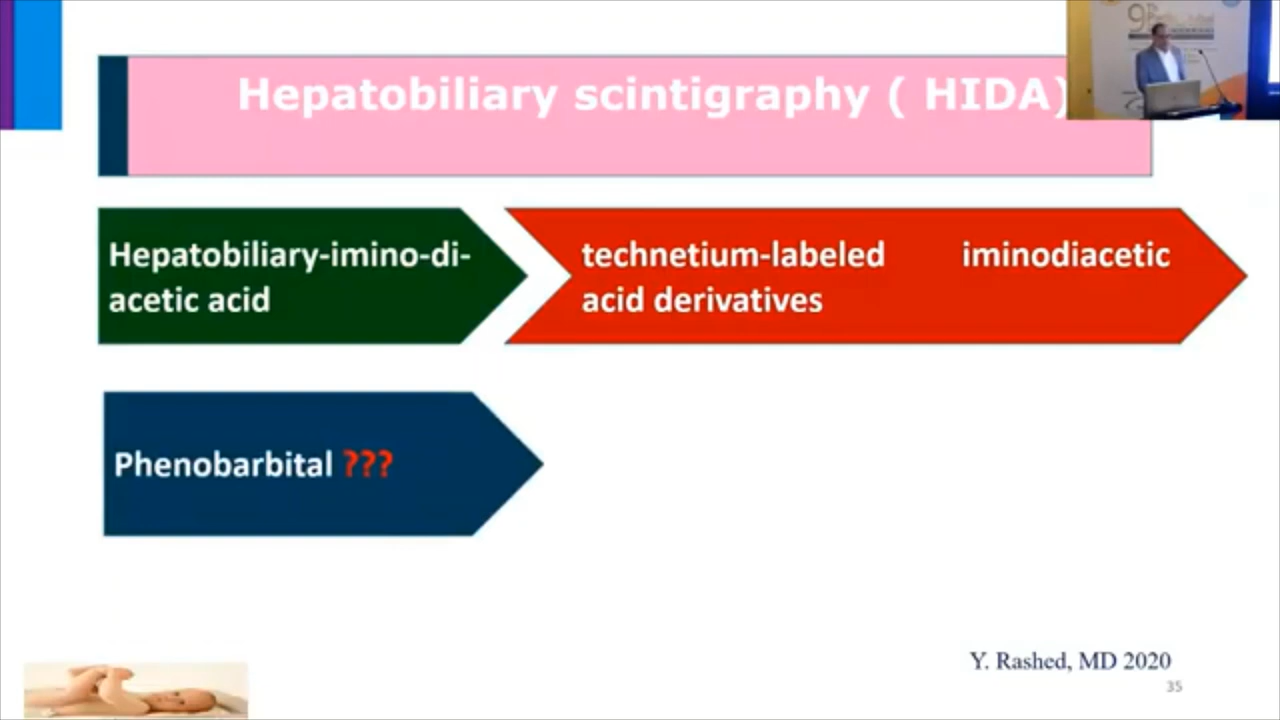 Hepatobiliary scintigraphy ( HIDA)
Hepatobiliary-imino-di-
acetic acid
technetium-labeled iminodiacetic
acid derivatives
Phenobarbital ???
Y. Rashed, MD 2020
35